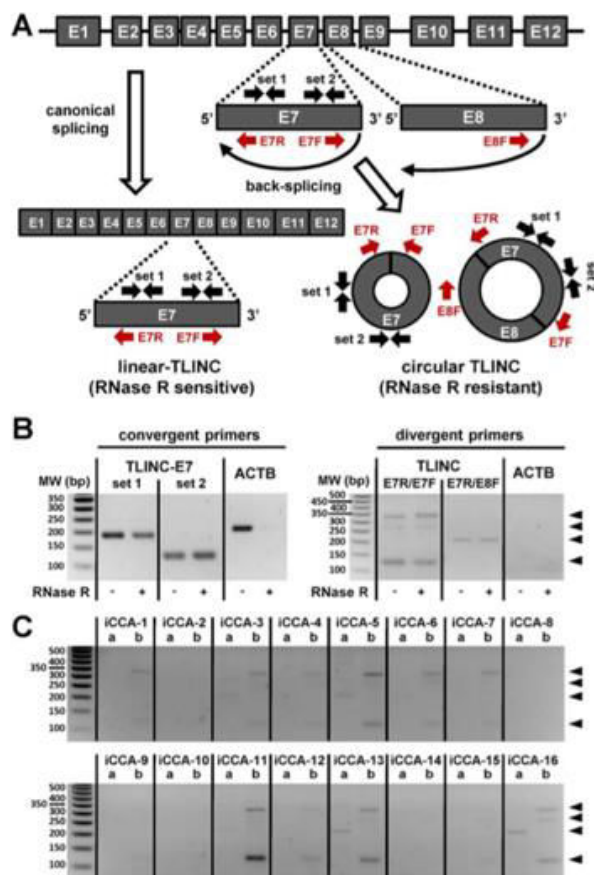 A
E1 E2 E3 E4 E5 E6 E7 E8 E9 E10 E11 E12
canonical splicing
set 1 set 2
5' E7 3' E8 3'
E7R E7F E8F
back-splicing
E1 E2 E3 E4 E5 E6 E7 E8 E9 E10 E11 E12
set 1 set 2
5' E7 3'
E7R E7F
linear-TLINC
(RNase R sensitive)
E7R E7F
set 1
E7
set 2
E7R
set 1
E7
set 2
E8F
E8
E7F
circular TLINC
(RNase R resistant)
B
convergent primers
TLINC-E7 ACTB
MW (bp) set 1 set 2
350
300
250
200
150
100
RNase R - + - + - +
divergent primers
TLINC ACTB
MW (bp) E7R/E7F E7R/E8F
500
450
350
300
250
200
150
100
RNase R - + - + - +
C
iCCA-1 iCCA-2 iCCA-3 iCCA-4 iCCA-5 iCCA-6 iCCA-7 iCCA-8
MW (bp) a b a b a b a b a b a b a b a b
500
350
300
250
200
150
100
iCCA-9 iCCA-10 iCCA-11 iCCA-12 iCCA-13 iCCA-14 iCCA-15 iCCA-16
MW (bp) a b a b a b a b a b a b a b a b
500
350
300
250
200
150
100